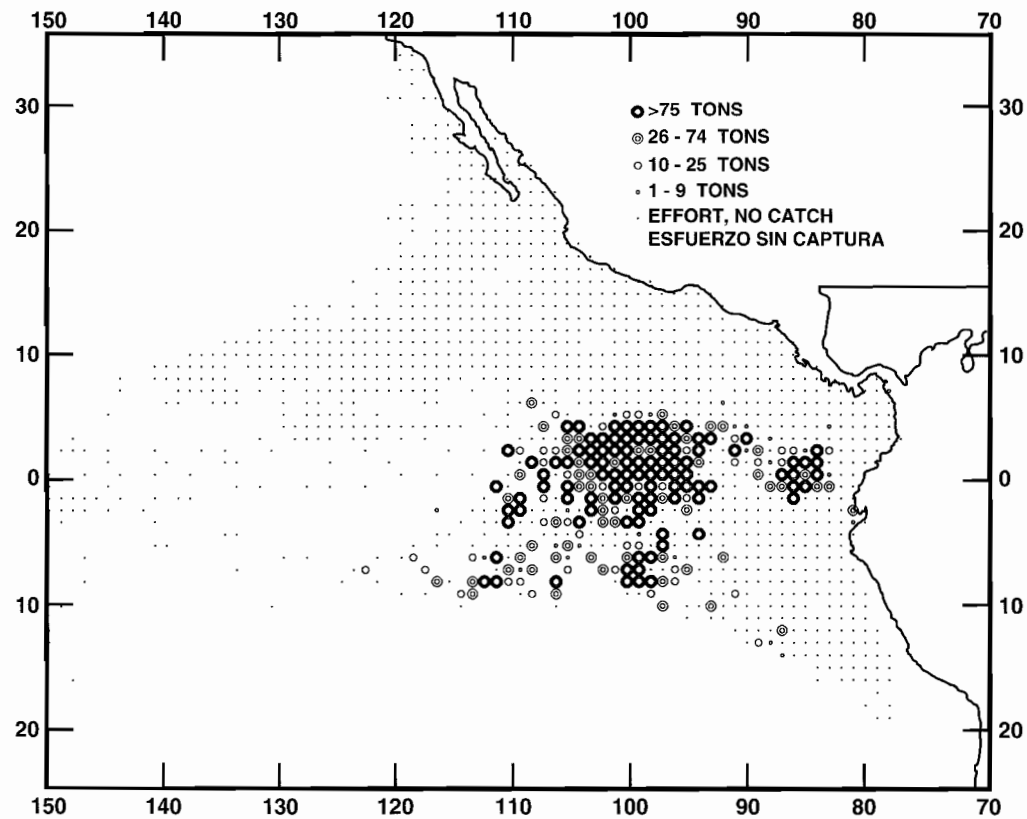 150 140 130 120 110 100 90 80 70
30 30
>75 TONS
26 - 74 TONS
10 - 25 TONS
1 - 9 TONS
EFFORT, NO CATCH
ESFUERZO SIN CAPTURA
20 20
10 10
0 0
10 10
20 20
150 140 130 120 110 100 90 80 70